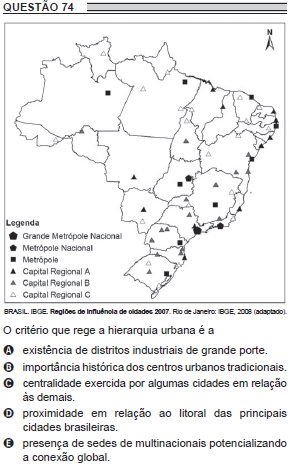 QUESTÃO 74
N
Legenda
Grande Metrópole Nacional
Metrópole Nacional
Metrópole
Capital Regional A
Capital Regional B
Capital Regional C
BRASIL. IBGE. Regiões de influência de cidades 2007. Rio de Janeiro: IBGE, 2008 (adaptado).
O critério que rege a hierarquia urbana é a
A existência de distritos industriais de grande porte.
B importância histórica dos centros urbanos tradicionais.
C centralidade exercida por algumas cidades em relação
às demais.
D proximidade em relação ao litoral das principais
cidades brasileiras.
E presença de sedes de multinacionais potencializando
a conexão global.